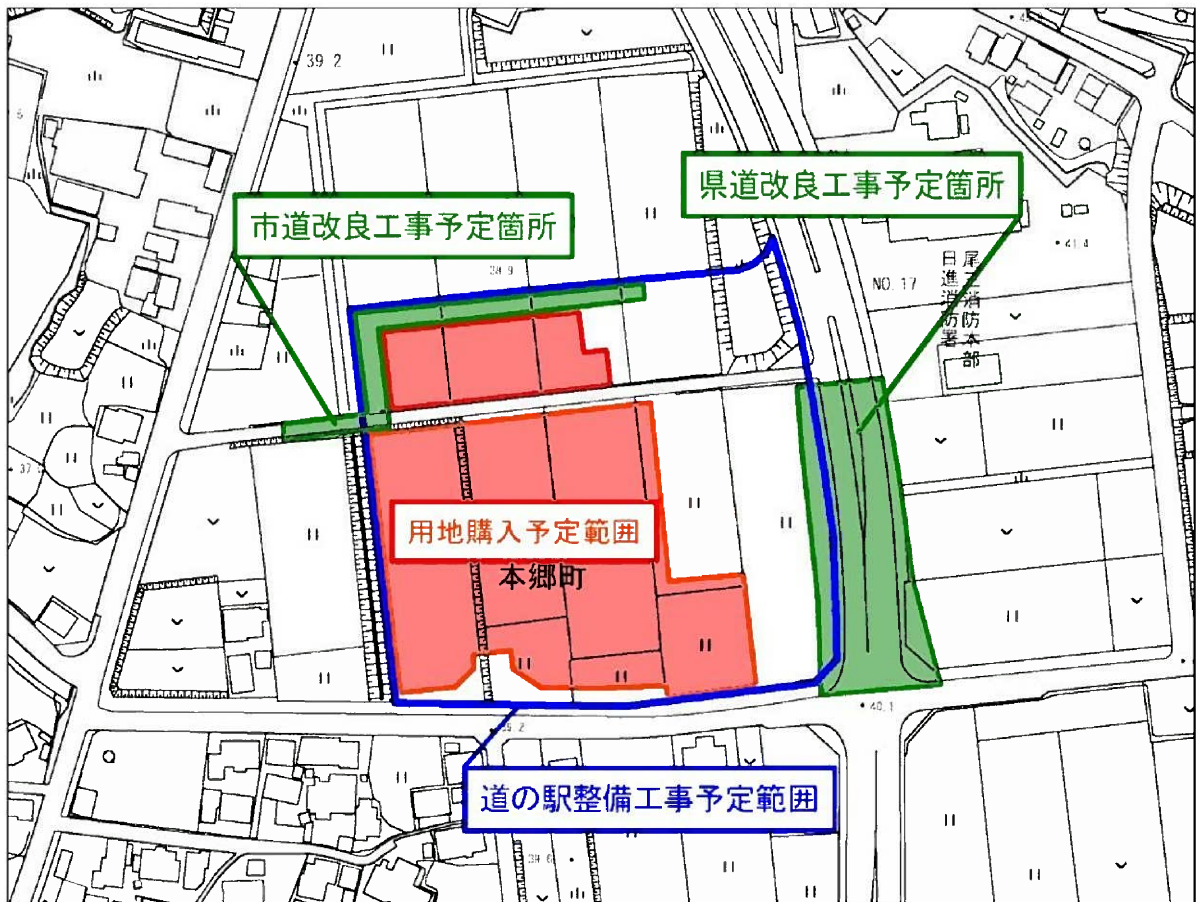 39.2
県道改良工事予定箇所
市道改良工事予定箇所
38.9
41.4
NO.17
尾三消防本部
日進消防署
用地購入予定範囲
本郷町
40.1
道の駅整備工事予定範囲